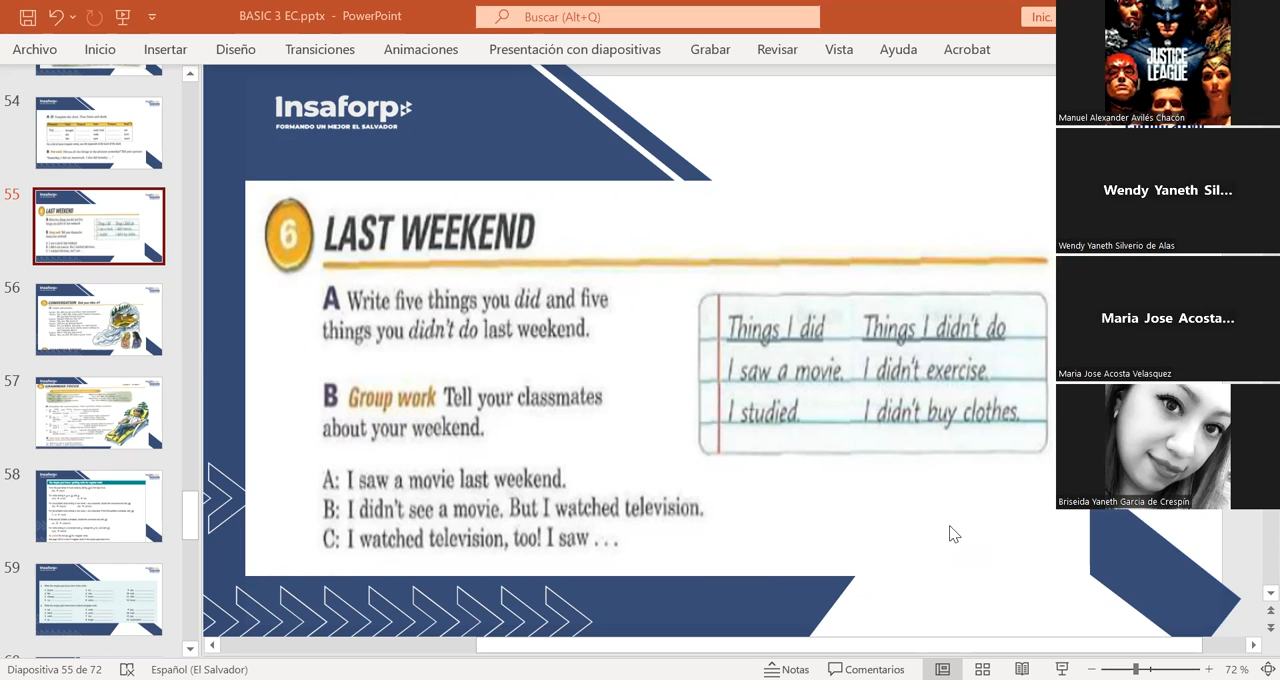 BASIC 3 EC.pptx - PowerPoint
Buscar (Alt+Q)
Inic.
Archivo Inicio Insertar Diseño Transiciones Animaciones Presentación con diapositivas Grabar Revisar Vista Ayuda Acrobat
54
55
56
57
58
59
Insaforp
FORMANDO UN MEJOR EL SALVADOR
6 LAST WEEKEND
A Write five things you did and five
things you didn't do last weekend.
B Group work Tell your classmates
about your weekend.
A: I saw a movie last weekend.
B: I didn't see a movie. But I watched television.
C: I watched television, too! I saw . . .
Things I did Things I didn't do
I saw a movie. I didn't exercise.
I studied I didn't buy clothes.
JUSTICE
LEAGUE
Manuel Alexander Avilés Chacón
Wendy Yaneth Sil...
Wendy Yaneth Silverio de Alas
Maria Jose Acosta...
Maria Jose Acosta Velasquez
Briseida Yaneth Garcia de Crespín
Diapositiva 55 de 72 Español (El Salvador) Notas Comentarios 72 %